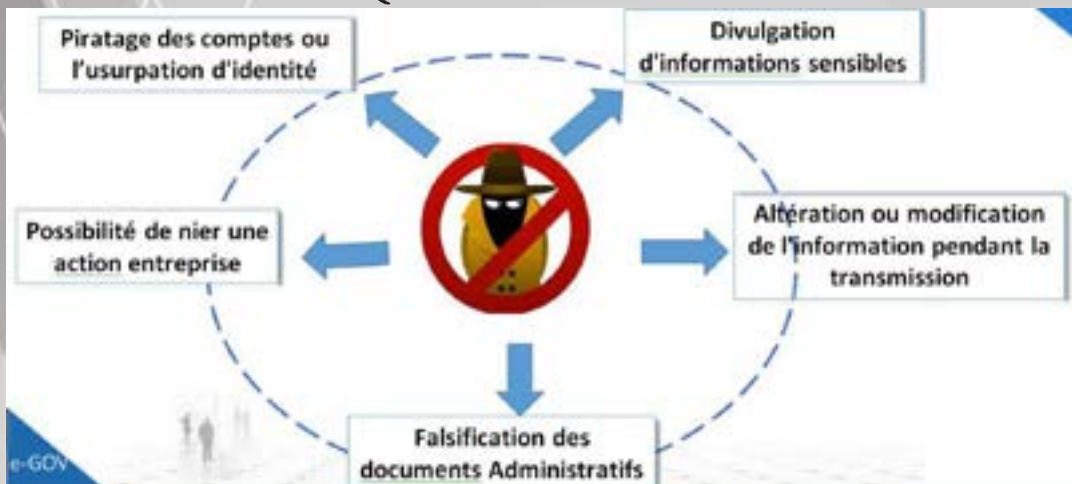 Piratage des comptes ou
l'usurpation d'identité
Divulgation
d'informations sensibles
Possibilité de nier une
action entreprise
Altération ou modification
de l'information pendant la
transmission
Falsification des
documents Administratifs
e-GOV